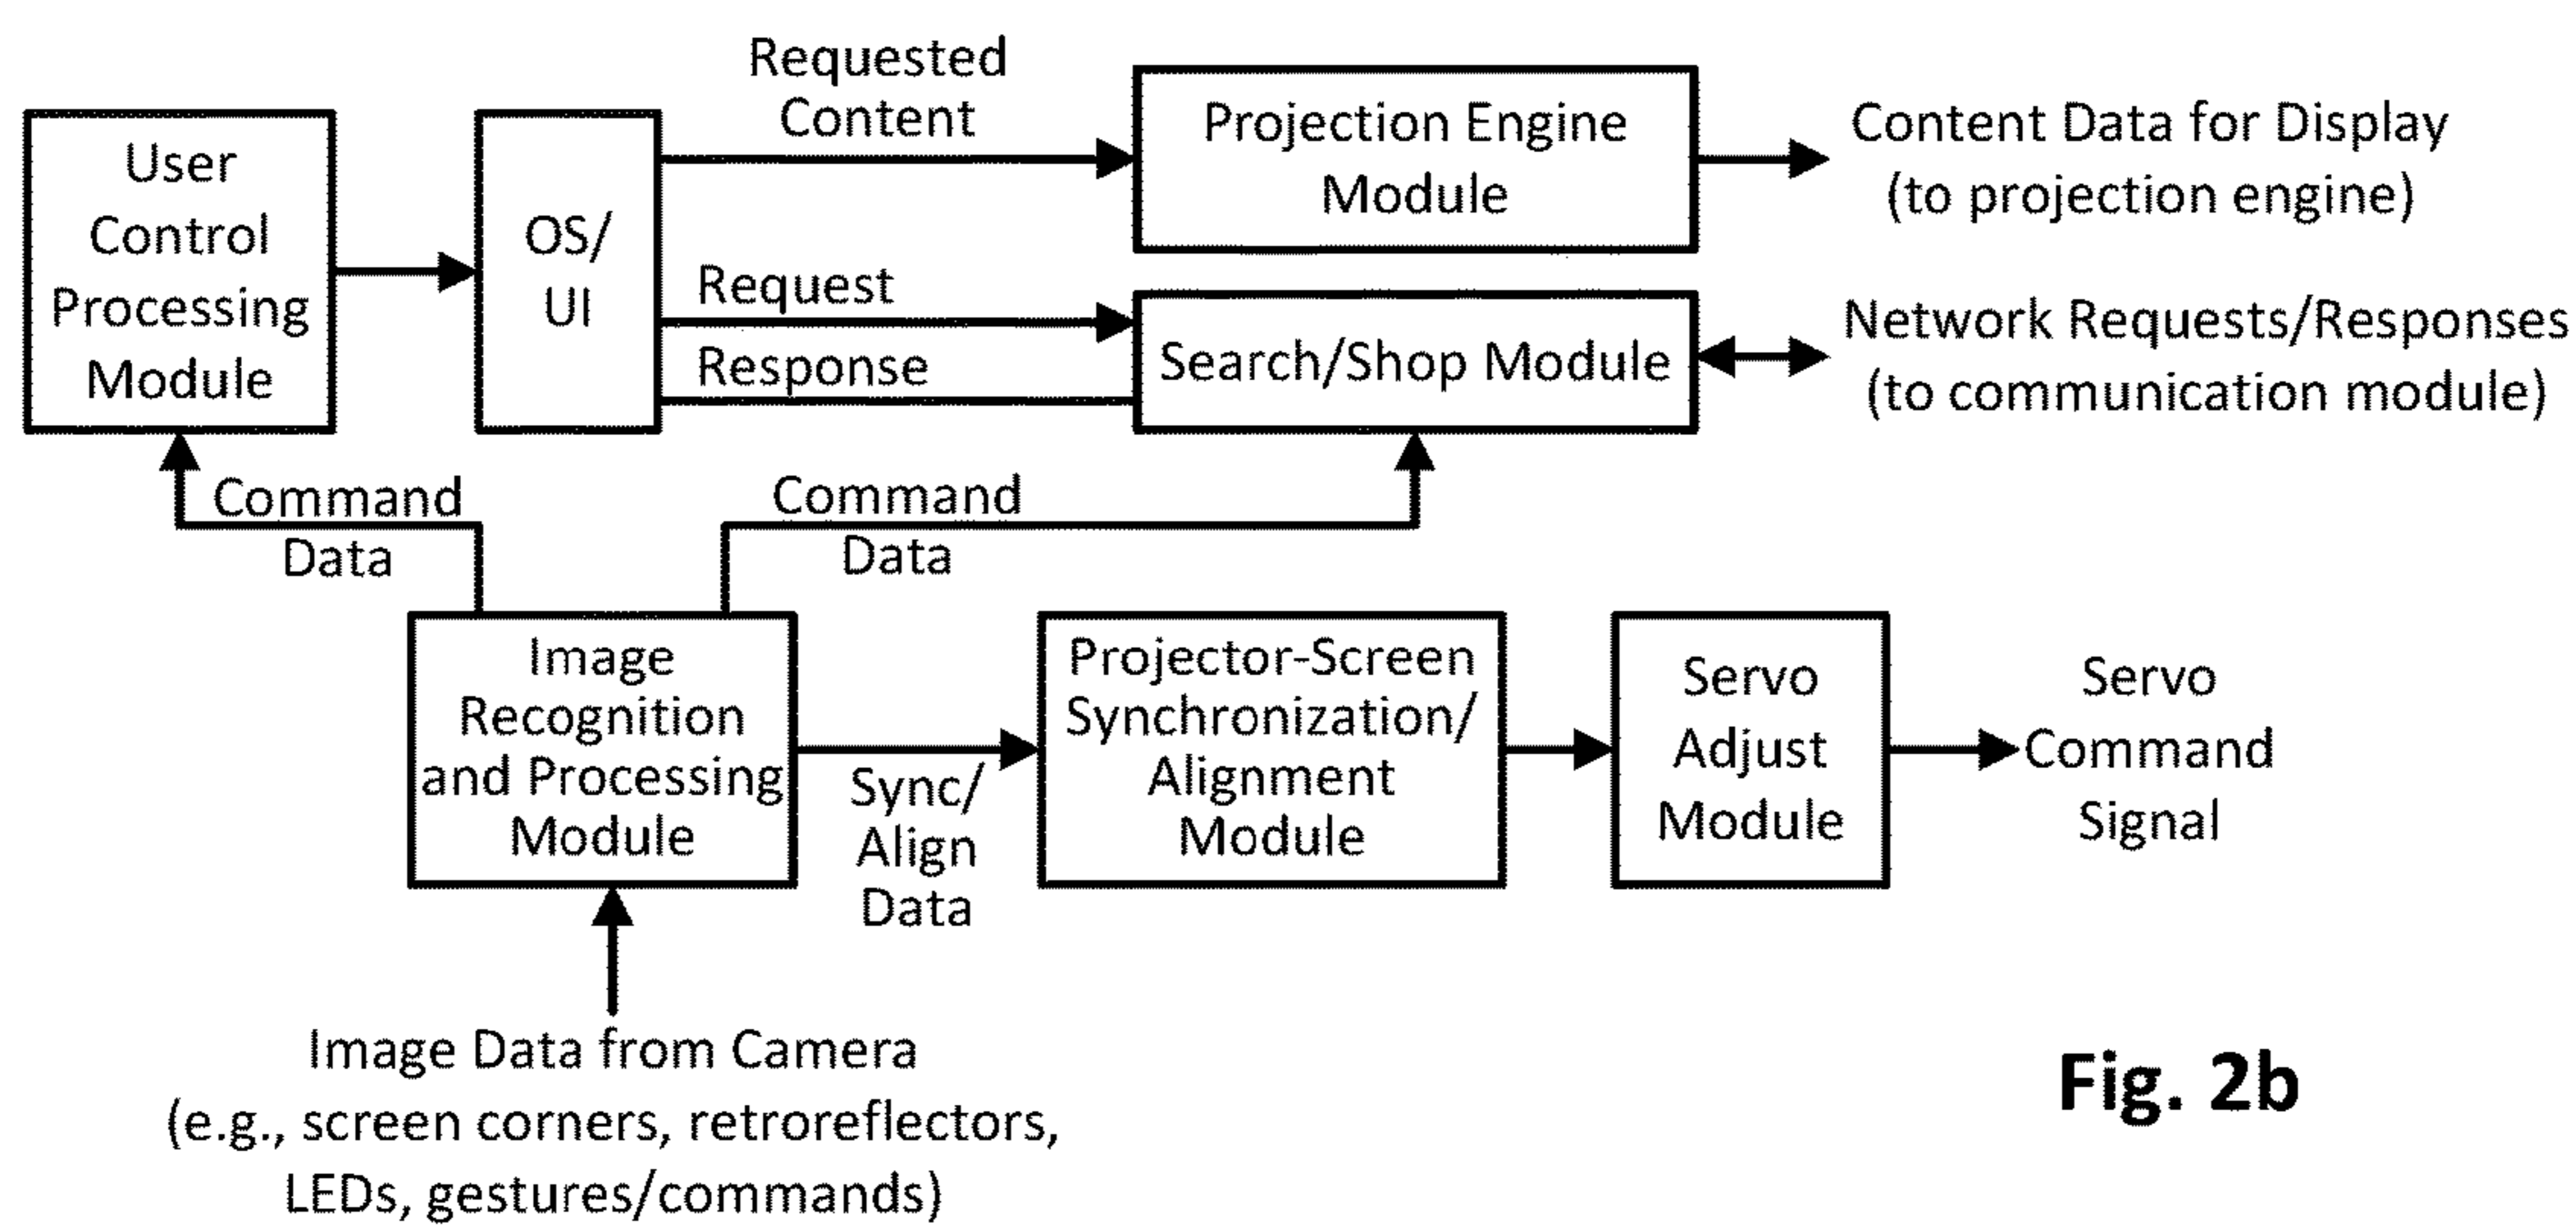 User
Control
Processing
Module
OS/
UI
Requested
Content
Projection Engine
Module
Content Data for Display
(to projection engine)
Request
Response
Search/Shop Module
Network Requests/Responses
(to communication module)
Command
Data
Command
Data
Image
Recognition
and Processing
Module
Sync/
Align
Data
Projector-Screen
Synchronization/
Alignment
Module
Servo
Adjust
Module
Servo
Command
Signal
Image Data from Camera
(e.g., screen corners, retroreflectors,
LEDs, gestures/commands)
Fig. 2b